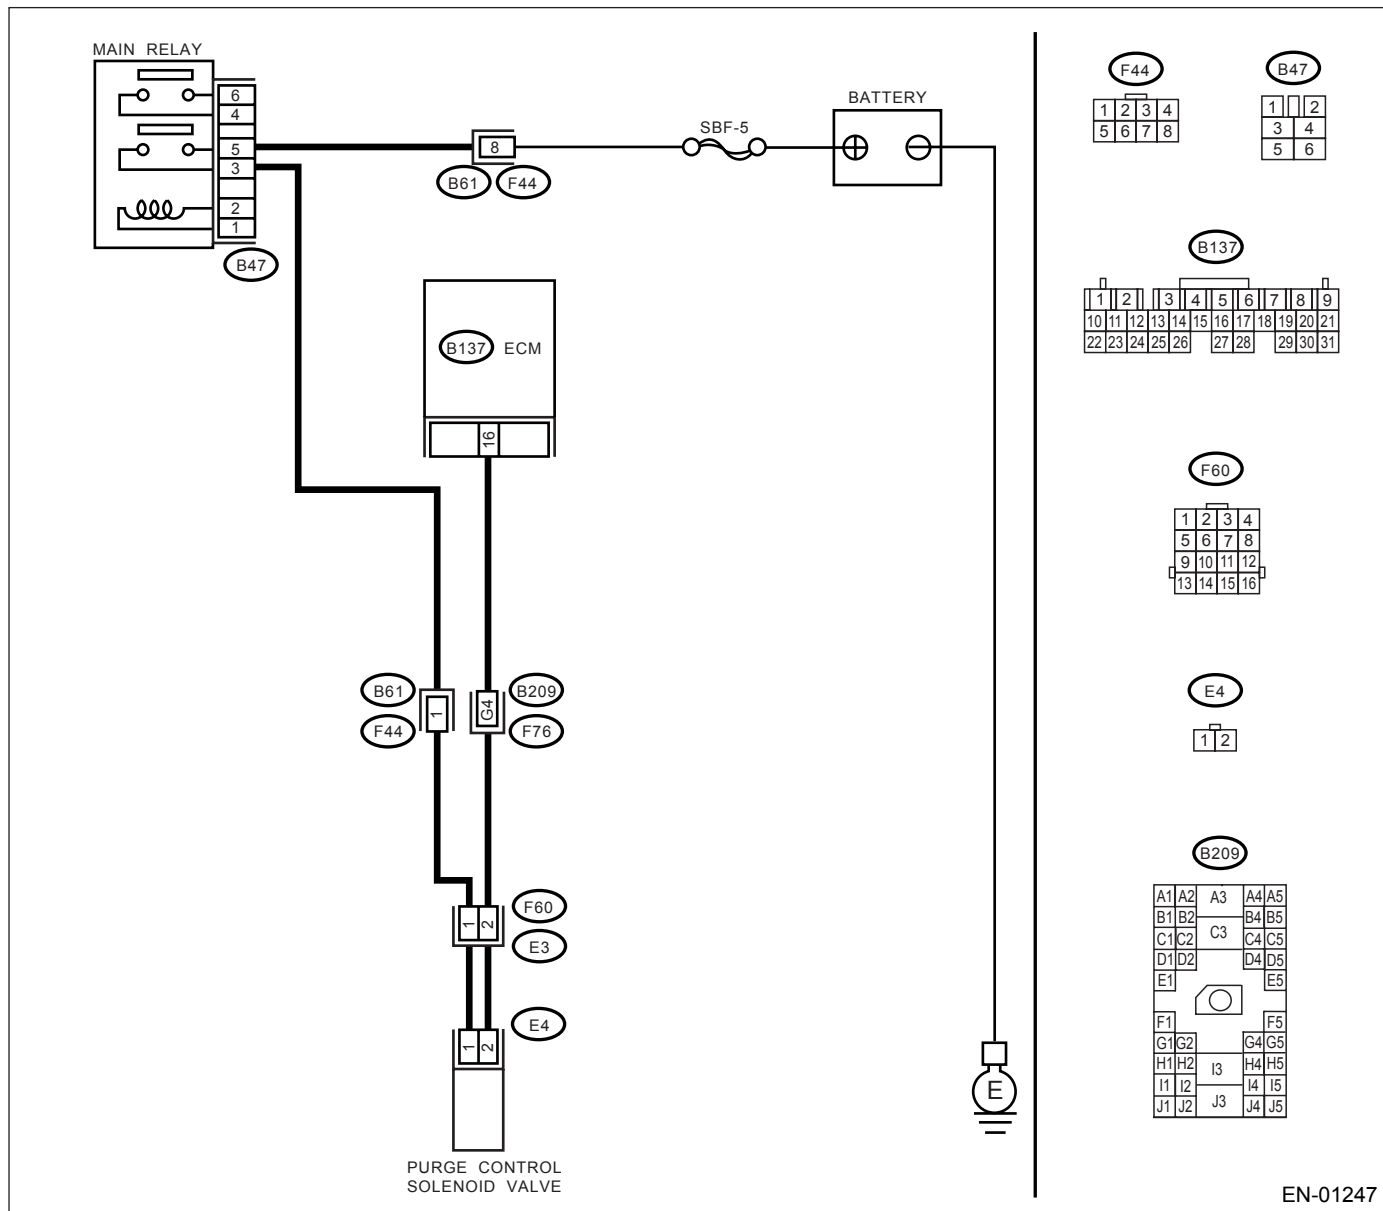 MAIN RELAY
6
4
5
3
2
1
B47
8
B61 F44
SBF-5
BATTERY
B137 ECM
16
B61
F44
1
G4
B209
F76
1 2
F60
E3
1 2
E4
PURGE CONTROL
SOLENOID VALVE
E
F44
1 2 3 4
5 6 7 8
B47
1 2
3 4
5 6
B137
1 2 3 4 5 6 7 8 9
10 11 12 13 14 15 16 17 18 19 20 21
22 23 24 25 26 27 28 29 30 31
F60
1 2 3 4
5 6 7 8
9 10 11 12
13 14 15 16
E4
1 2
B209
A1 A2 A3 A4 A5
B1 B2 B4 B5
C1 C2 C3 C4 C5
D1 D2 D4 D5
E1 E5
F1 F5
G1 G2 G4 G5
H1 H2 I3 H4 H5
I1 I2 I4 I5
J1 J2 J3 J4 J5
EN-01247